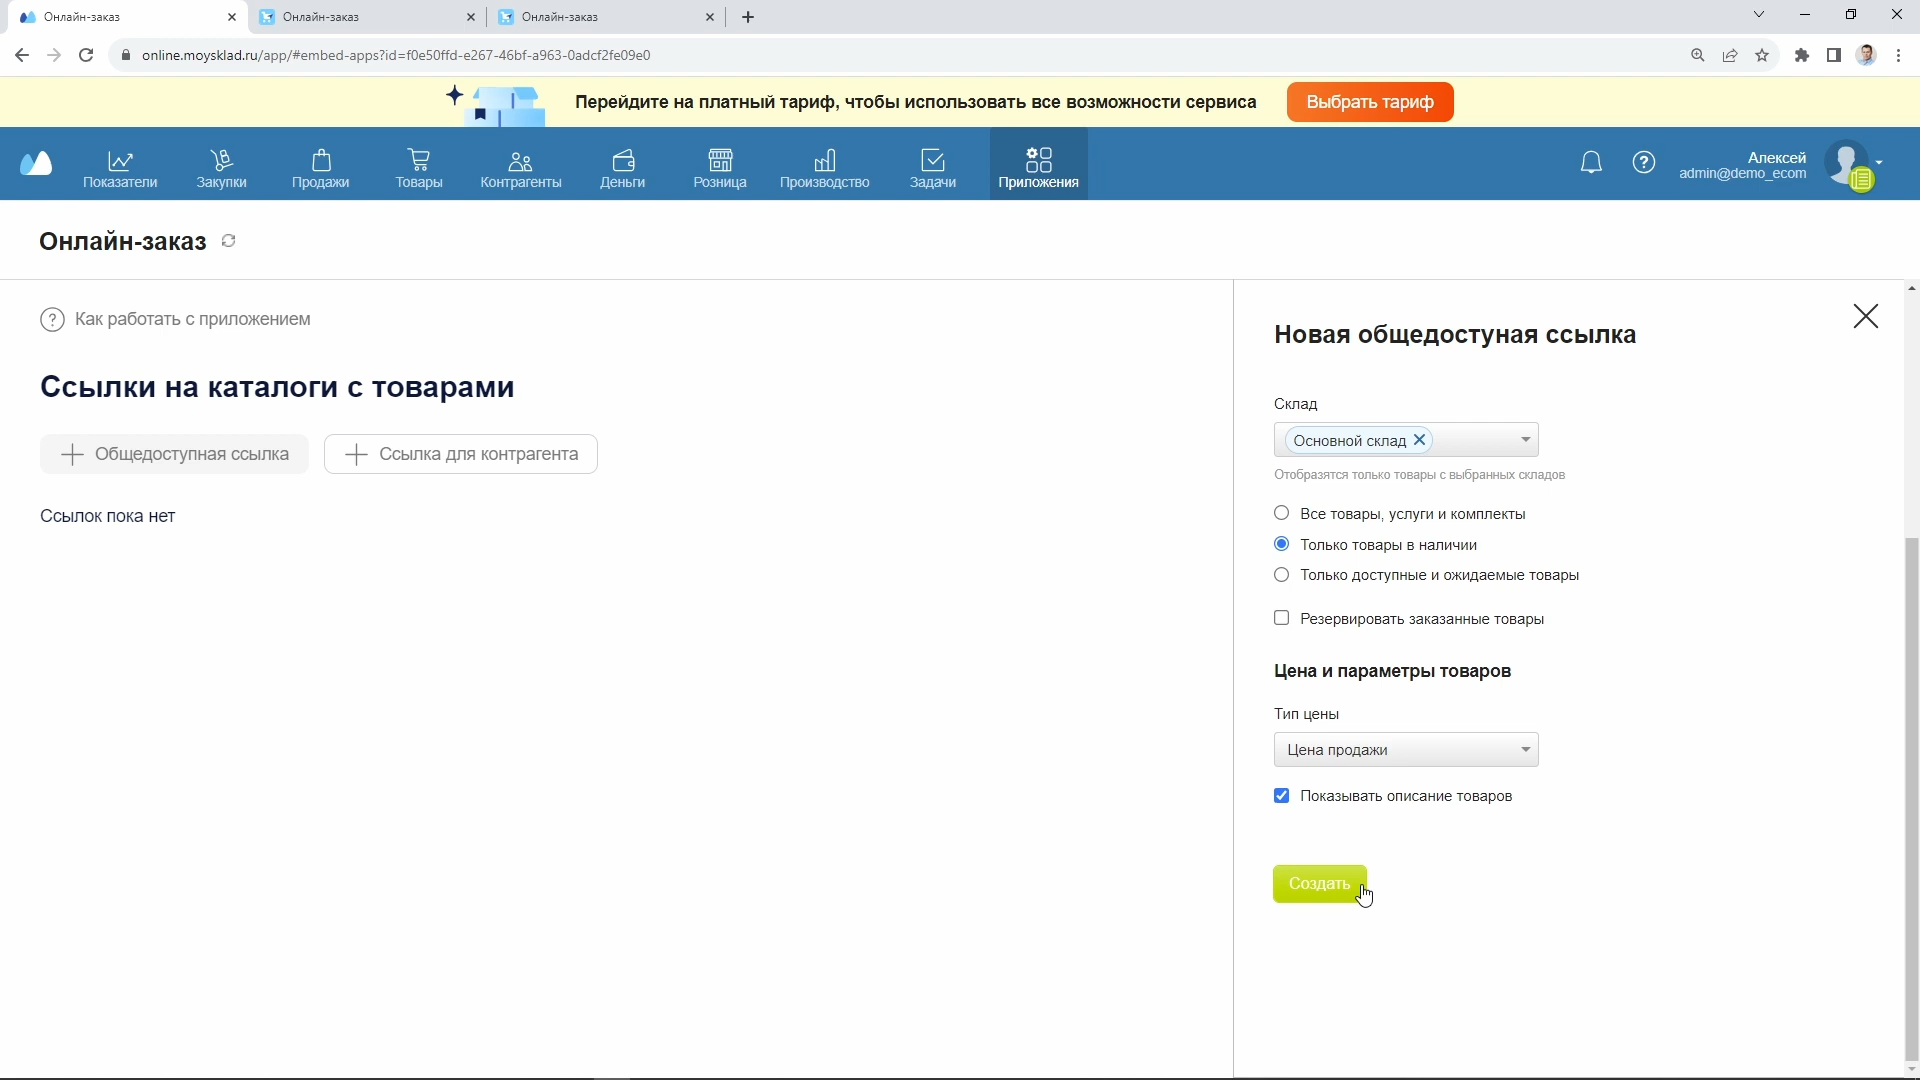 Онлайн-заказ
Онлайн-заказ
Онлайн-заказ
online.moysklad.ru/app/#embed-apps?id=f0e50ffd-e267-46bf-a963-0adcf2fe09e0
Перейдите на платный тариф, чтобы использовать все возможности сервиса
Выбрать тариф
Показатели
Закупки
Продажи
Товары
Контрагенты
Деньги
Розница
Производство
Задачи
Приложения
Алексей
admin@demo_ecom
Онлайн-заказ
Как работать с приложением
Ссылки на каталоги с товарами
Общедоступная ссылка
Ссылка для контрагента
Ссылок пока нет
Новая общедостуная ссылка
Склад
Основной склад
Отобразятся только товары с выбранных складов
Все товары, услуги и комплекты
Только товары в наличии
Только доступные и ожидаемые товары
Резервировать заказанные товары
Цена и параметры товаров
Тип цены
Цена продажи
Показывать описание товаров
Создать